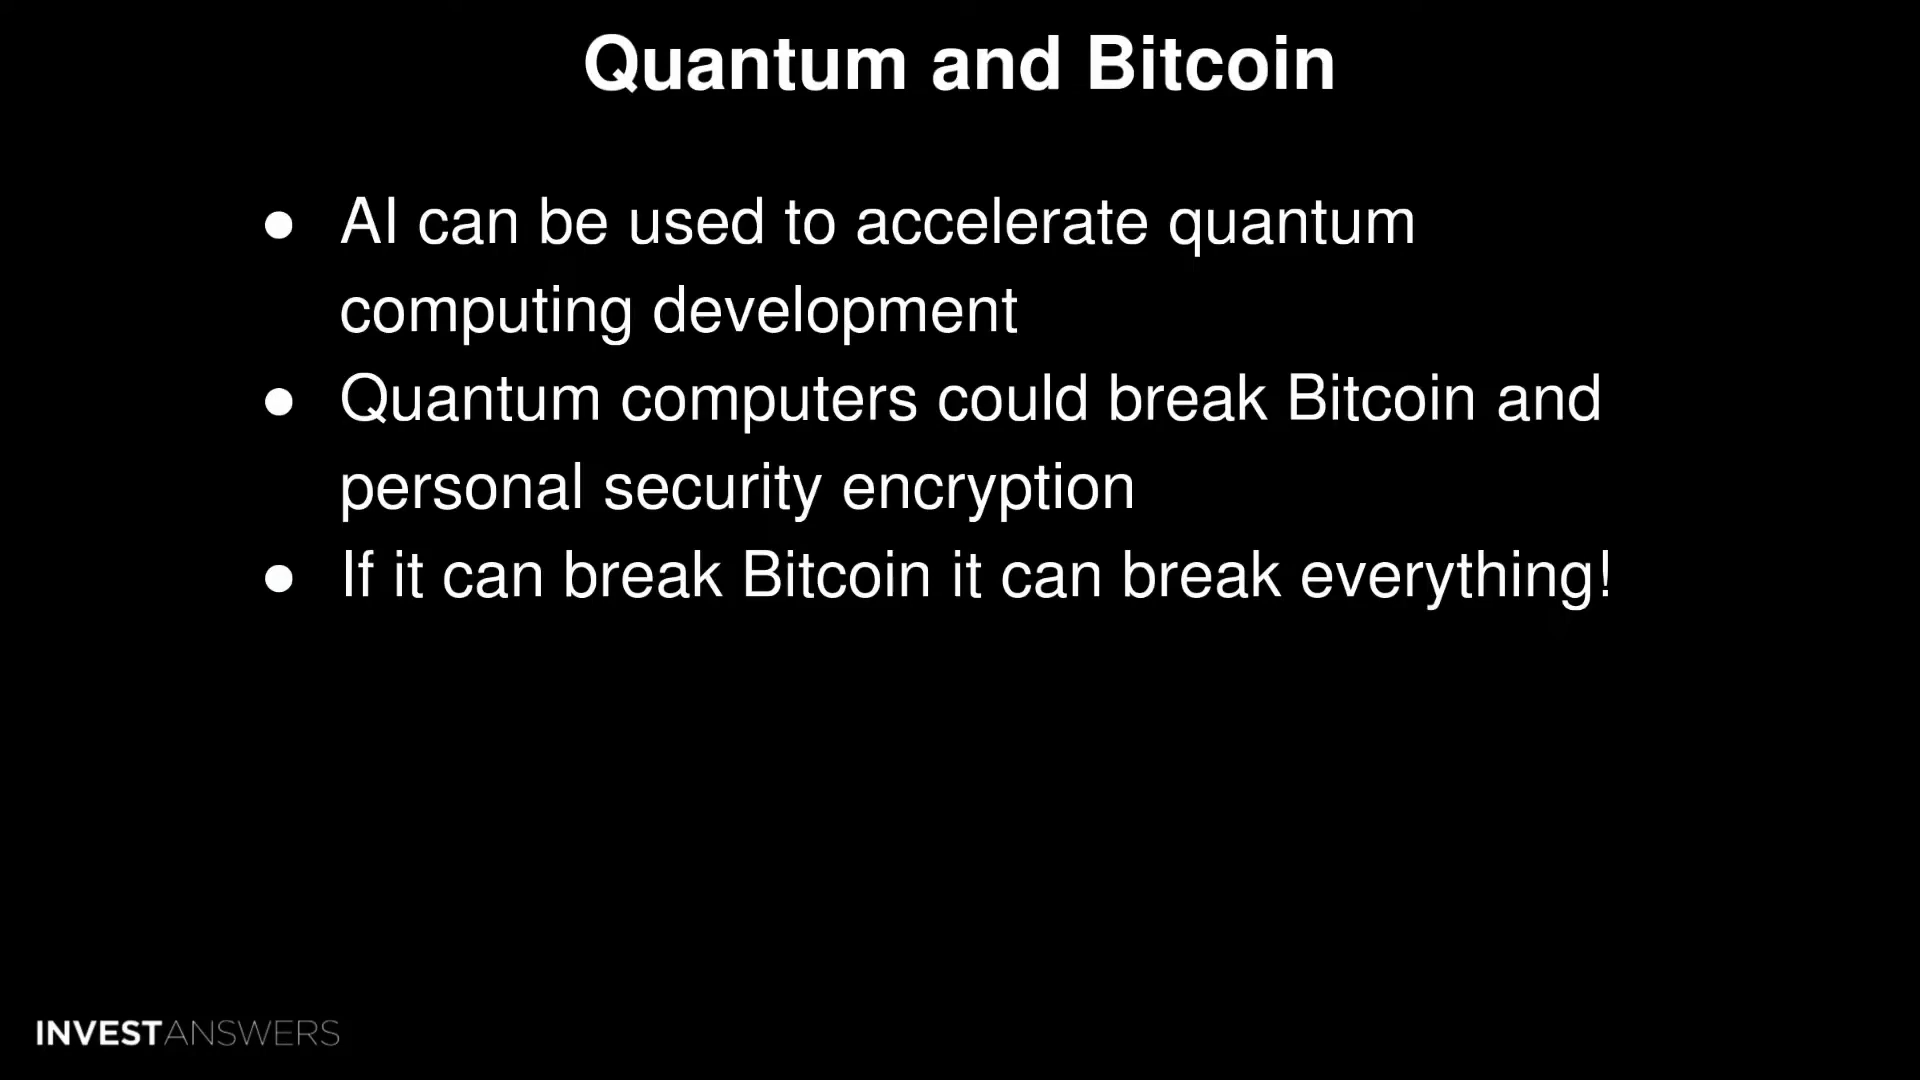 Quantum and Bitcoin
● AI can be used to accelerate quantum
computing development
● Quantum computers could break Bitcoin and
personal security encryption
● If it can break Bitcoin it can break everything!
INVESTANSWERS